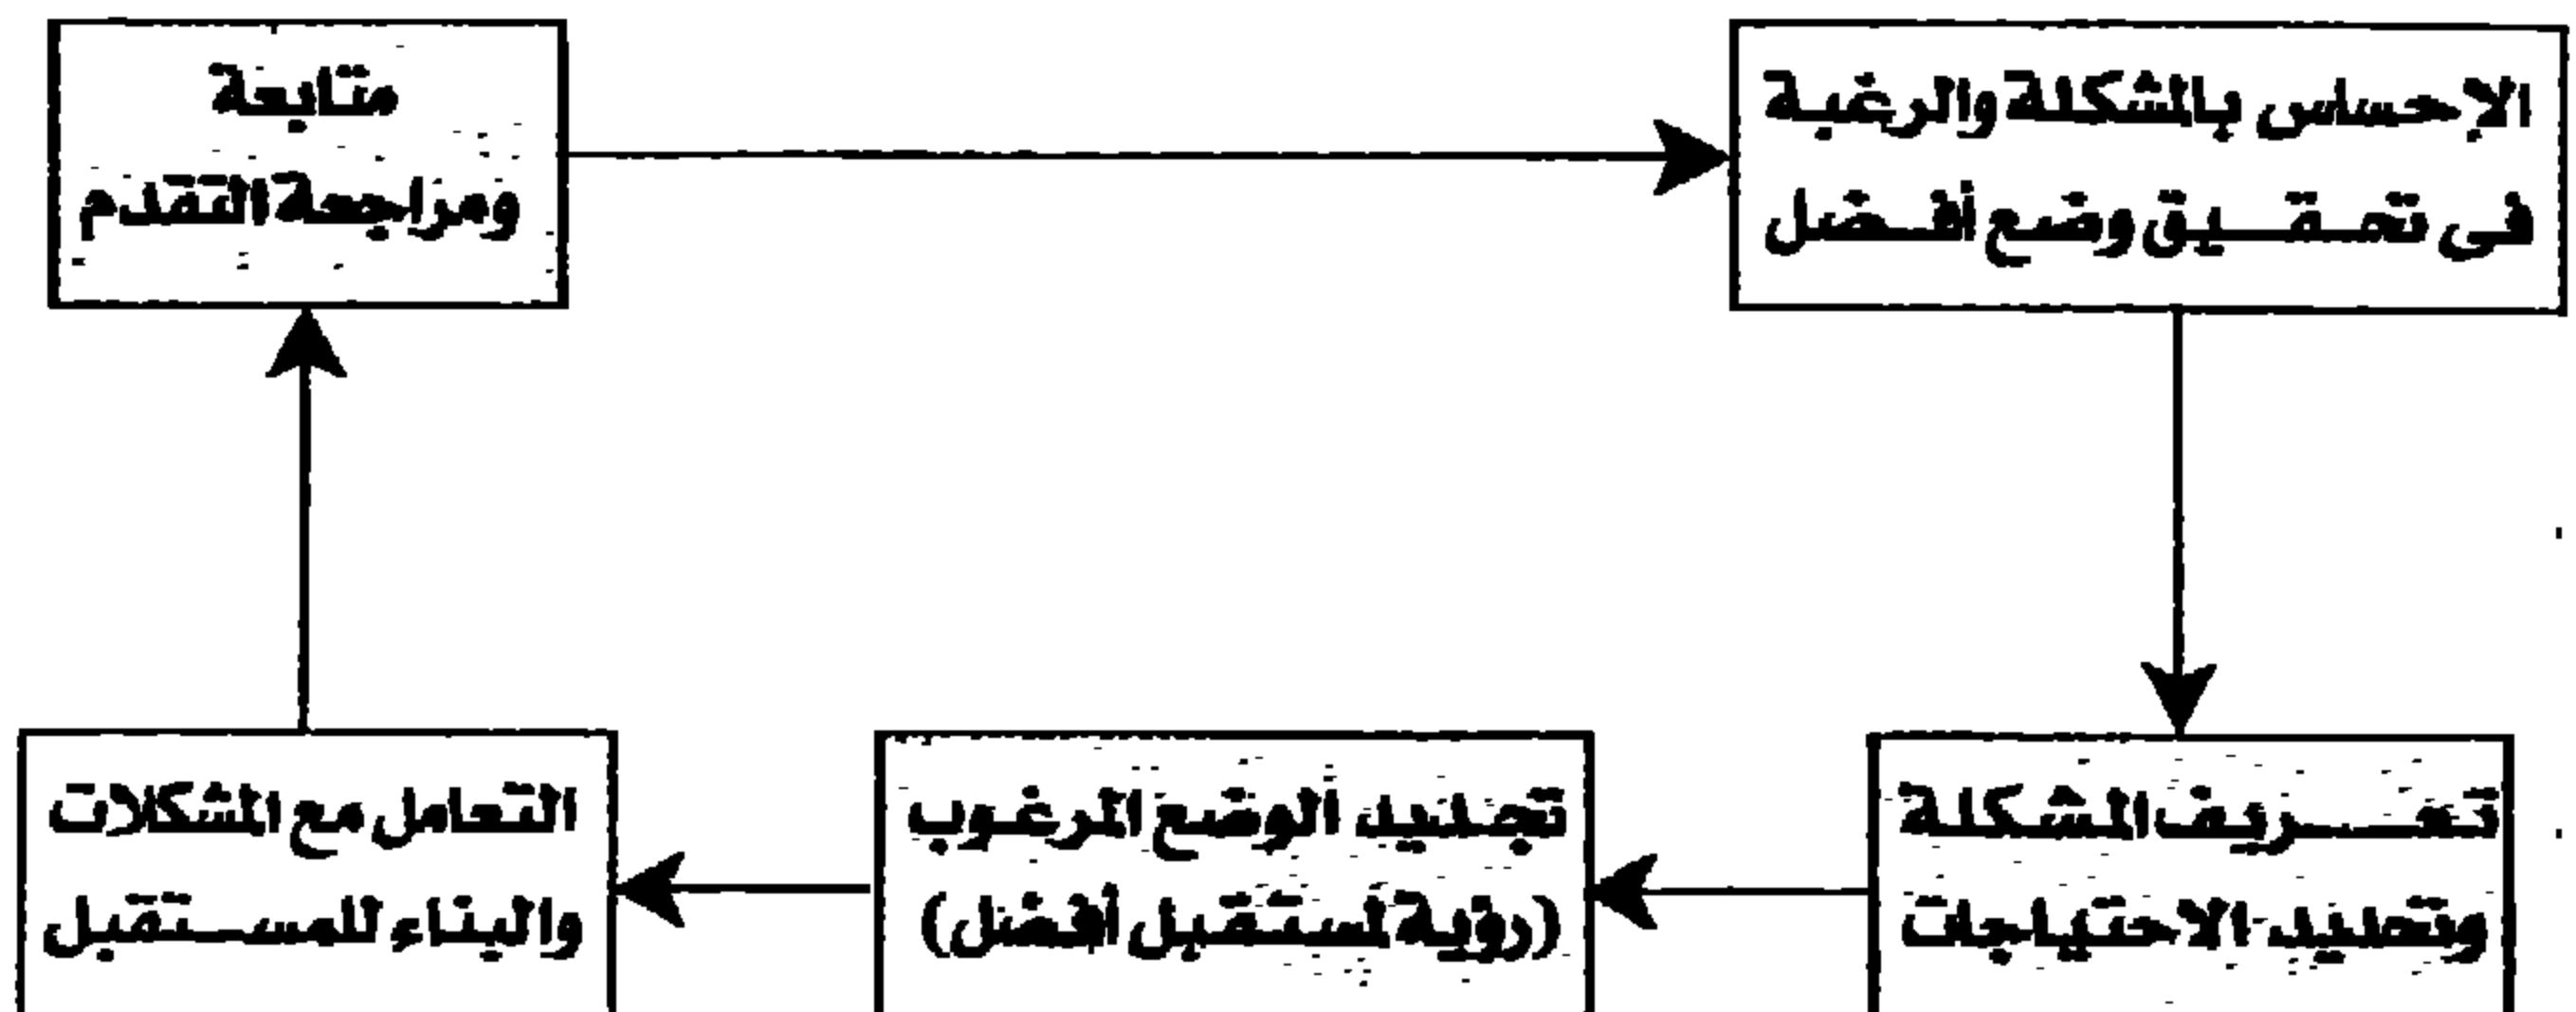 الإحساس بالمشكلة والرغبة
فى تحقيق وضع أفضل
متابعة
ومراجعة التقدم
تعريف المشكلة
وتحديد الاحتياجات
تحديد الوضع المرغوب
(رؤية لمستقبل أفضل)
التعامل مع المشكلات
والبناء للمستقبل